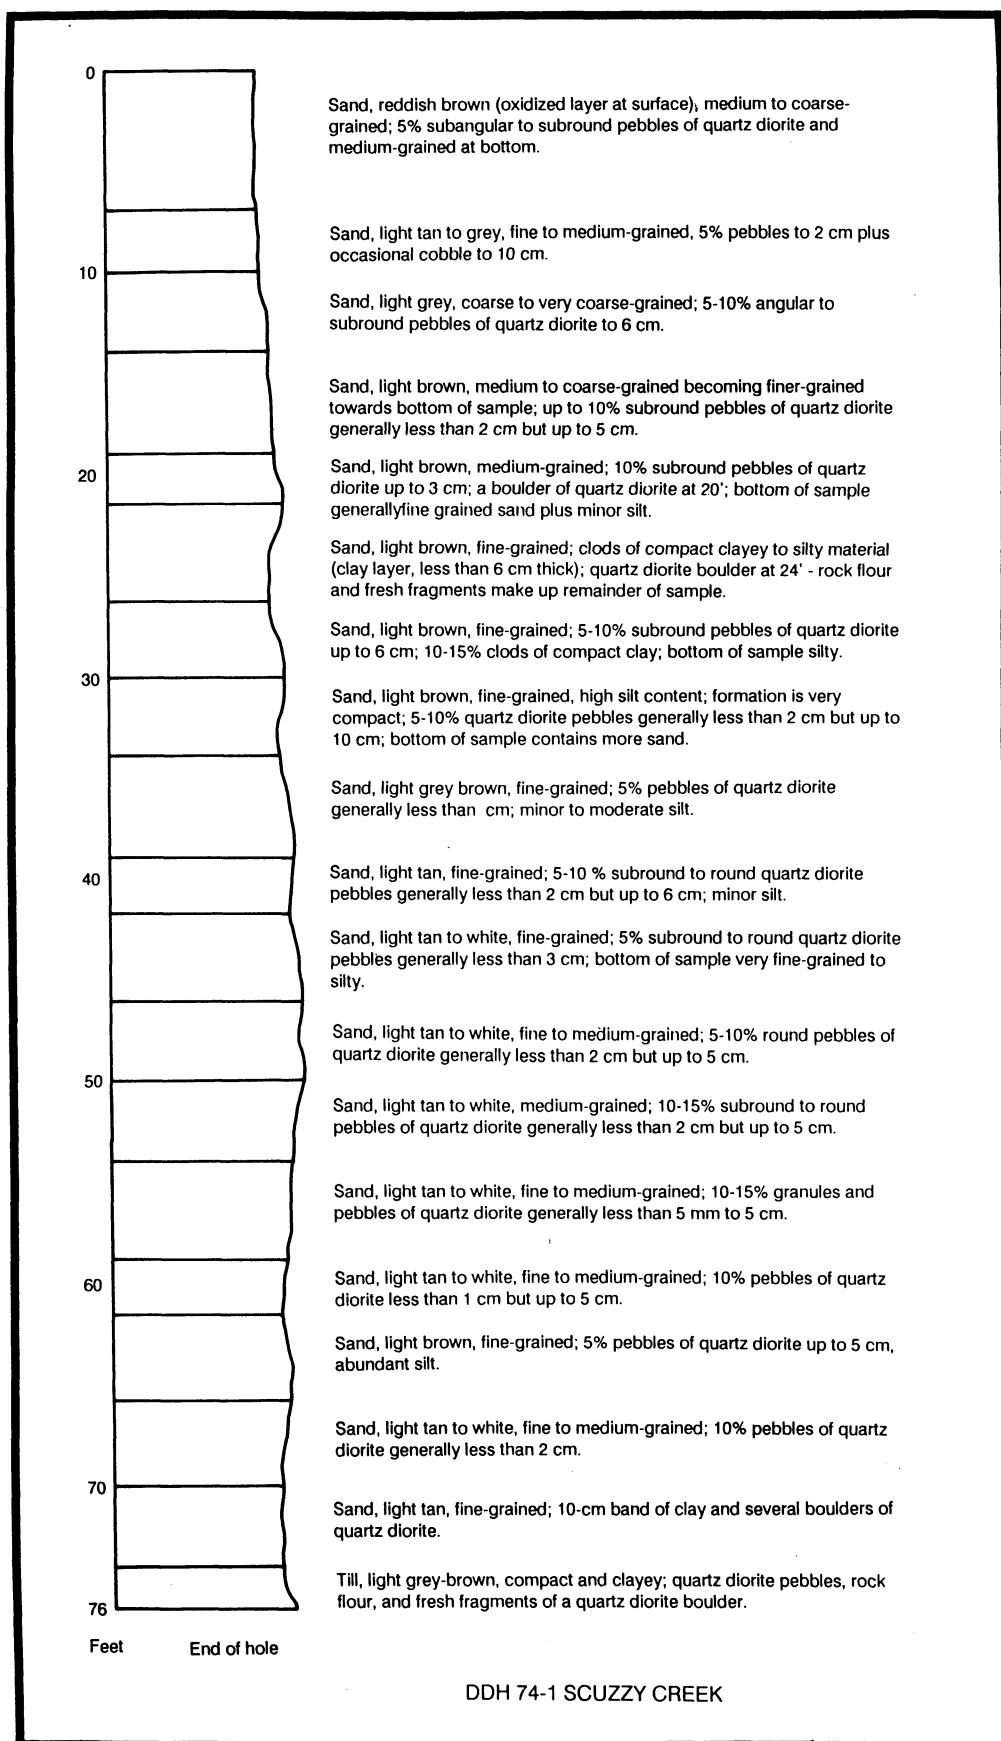 0
Sand, reddish brown (oxidized layer at surface), medium to coarse-
grained; 5% subangular to subround pebbles of quartz diorite and
medium-grained at bottom.
Sand, light tan to grey, fine to medium-grained, 5% pebbles to 2 cm plus
occasional cobble to 10 cm.
10
Sand, light grey, coarse to very coarse-grained; 5-10% angular to
subround pebbles of quartz diorite to 6 cm.
Sand, light brown, medium to coarse-grained becoming finer-grained
towards bottom of sample; up to 10% subround pebbles of quartz diorite
generally less than 2 cm but up to 5 cm.
20
Sand, light brown, medium-grained; 10% subround pebbles of quartz
diorite up to 3 cm; a boulder of quartz diorite at 20'; bottom of sample
generallyfine grained sand plus minor silt.
Sand, light brown, fine-grained; clods of compact clayey to silty material
(clay layer, less than 6 cm thick); quartz diorite boulder at 24' - rock flour
and fresh fragments make up remainder of sample.
Sand, light brown, fine-grained; 5-10% subround pebbles of quartz diorite
up to 6 cm; 10-15% clods of compact clay; bottom of sample silty.
30
Sand, light brown, fine-grained, high silt content; formation is very
compact; 5-10% quartz diorite pebbles generally less than 2 cm but up to
10 cm; bottom of sample contains more sand.
Sand, light grey brown, fine-grained; 5% pebbles of quartz diorite
generally less than cm; minor to moderate silt.
40
Sand, light tan, fine-grained; 5-10 % subround to round quartz diorite
pebbles generally less than 2 cm but up to 6 cm; minor silt.
Sand, light tan to white, fine-grained; 5% subround to round quartz diorite
pebbles generally less than 3 cm; bottom of sample very fine-grained to
silty.
Sand, light tan to white, fine to medium-grained; 5-10% round pebbles of
quartz diorite generally less than 2 cm but up to 5 cm.
50
Sand, light tan to white, medium-grained; 10-15% subround to round
pebbles of quartz diorite generally less than 2 cm but up to 5 cm.
Sand, light tan to white, fine to medium-grained; 10-15% granules and
pebbles of quartz diorite generally less than 5 mm to 5 cm.
60
Sand, light tan to white, fine to medium-grained; 10% pebbles of quartz
diorite less than 1 cm but up to 5 cm.
Sand, light brown, fine-grained; 5% pebbles of quartz diorite up to 5 cm,
abundant silt.
Sand, light tan to white, fine to medium-grained; 10% pebbles of quartz
diorite generally less than 2 cm.
70
Sand, light tan, fine-grained; 10-cm band of clay and several boulders of
quartz diorite.
Till, light grey-brown, compact and clayey; quartz diorite pebbles, rock
flour, and fresh fragments of a quartz diorite boulder.
76
Feet End of hole
DDH 74-1 SCUZZY CREEK